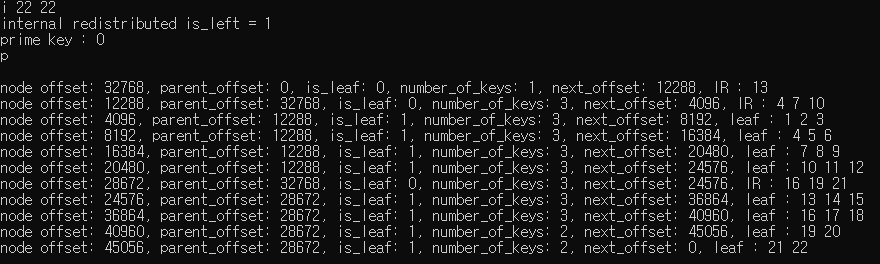 i 22 22
internal redistributed is_left = 1
prime key : 0
p
node offset: 32768, parent_offset: 0, is_leaf: 0, number_of_keys: 1, next_offset: 12288, IR : 13
node offset: 12288, parent_offset: 32768, is_leaf: 0, number_of_keys: 3, next_offset: 4096, IR : 4 7 10
node offset: 4096, parent_offset: 12288, is_leaf: 1, number_of_keys: 3, next_offset: 8192, leaf : 1 2 3
node offset: 8192, parent_offset: 12288, is_leaf: 1, number_of_keys: 3, next_offset: 16384, leaf : 4 5 6
node offset: 16384, parent_offset: 12288, is_leaf: 1, number_of_keys: 3, next_offset: 20480, leaf : 7 8 9
node offset: 20480, parent_offset: 12288, is_leaf: 1, number_of_keys: 3, next_offset: 24576, leaf : 10 11 12
node offset: 28672, parent_offset: 32768, is_leaf: 0, number_of_keys: 3, next_offset: 24576, IR : 16 19 21
node offset: 24576, parent_offset: 28672, is_leaf: 1, number_of_keys: 3, next_offset: 36864, leaf : 13 14 15
node offset: 36864, parent_offset: 28672, is_leaf: 1, number_of_keys: 3, next_offset: 40960, leaf : 16 17 18
node offset: 40960, parent_offset: 28672, is_leaf: 1, number_of_keys: 2, next_offset: 45056, leaf : 19 20
node offset: 45056, parent_offset: 28672, is_leaf: 1, number_of_keys: 2, next_offset: 0, leaf : 21 22